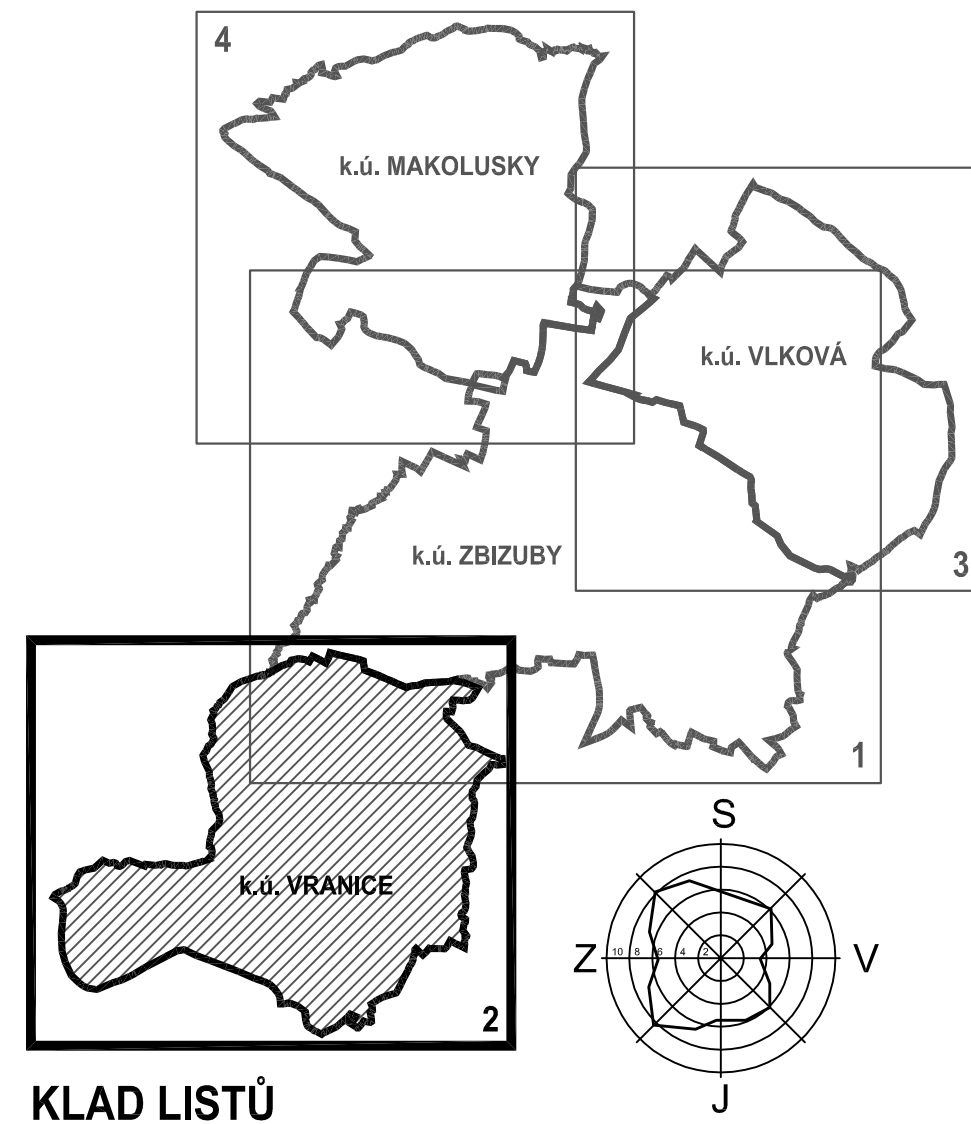 4
k.ú. MAKOLUSKY
k.ú. VLKOVÁ
k.ú. ZBIZUBY
3
1
k.ú. VRANICE
2
S
Z 10 8 6 4 2 V
J
KLAD LISTŮ